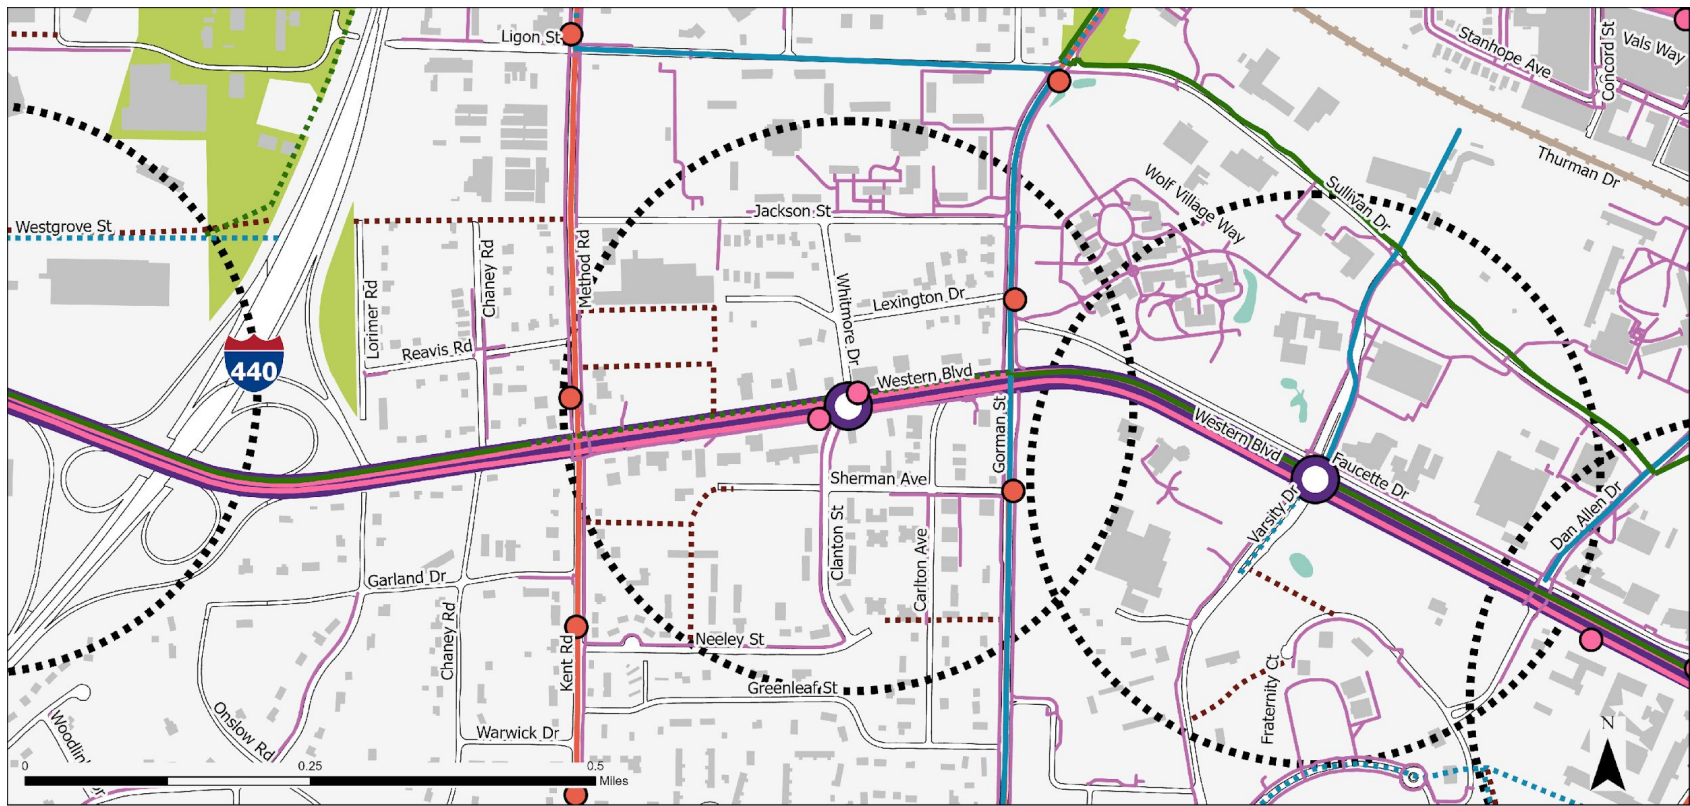 Ligon St
Stanhope Ave
Concord St
Vals Way
Thurman Dr
Wolf Village Way
Sullivan Dr
Jackson St
Westgrove St
Method Rd
Chaney Rd
Lorimer Rd
Whitmore Dr
Lexington Dr
Reavis Rd
440
Western Blvd
Gorman St
Western Blvd
Faucette Dr
Sherman Ave
Varsity Dr
Dan Allen Dr
Clanton St
Carlton Ave
Garland Dr
Chaney Rd
Kent Rd
Neeley St
Greenleaf St
Fraternity Ct
Onslow Rd
Warwick Dr
N
0
0.25
0.5
Miles